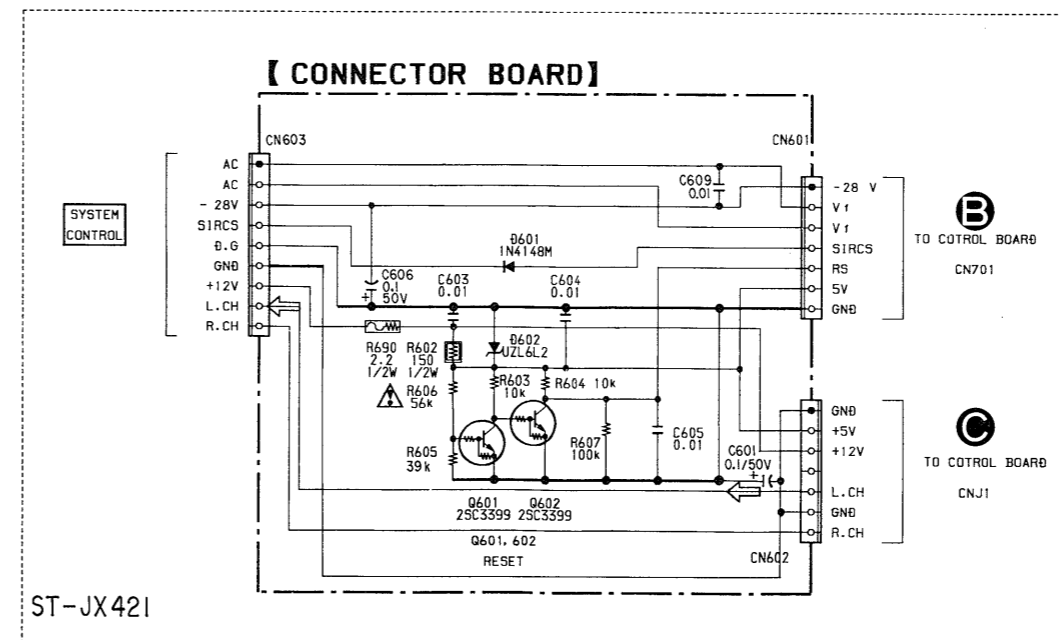 【 CONNECTOR BOARD】
CN603
CN601
AC
AC
- 28V
SIRCS
D.G
GND
+12V
L.CH
R.CH
SYSTEM
CONTROL
C609
0.01
D601
1N4148M
C606
0.1
50V
+
C603
0.01
C604
0.01
- 28 V
Vf
Vf
SIRCS
RS
5V
GND
B
TO COTROL BOARD
CN701
R690
2.2
1/2W
R602
150
1/2W
D602
UZL6L2
R606
56k
R603
10k
R604 10k
R605
39k
R607
100k
C605
0.01
C601
0.1/50V
+
GND
+5V
+12V
L.CH
GND
R.CH
C
TO COTROL BOARD
CNJ1
Q601 Q602
2SC3399 2SC3399
Q601, 602
RESET
CN602
ST-JX421